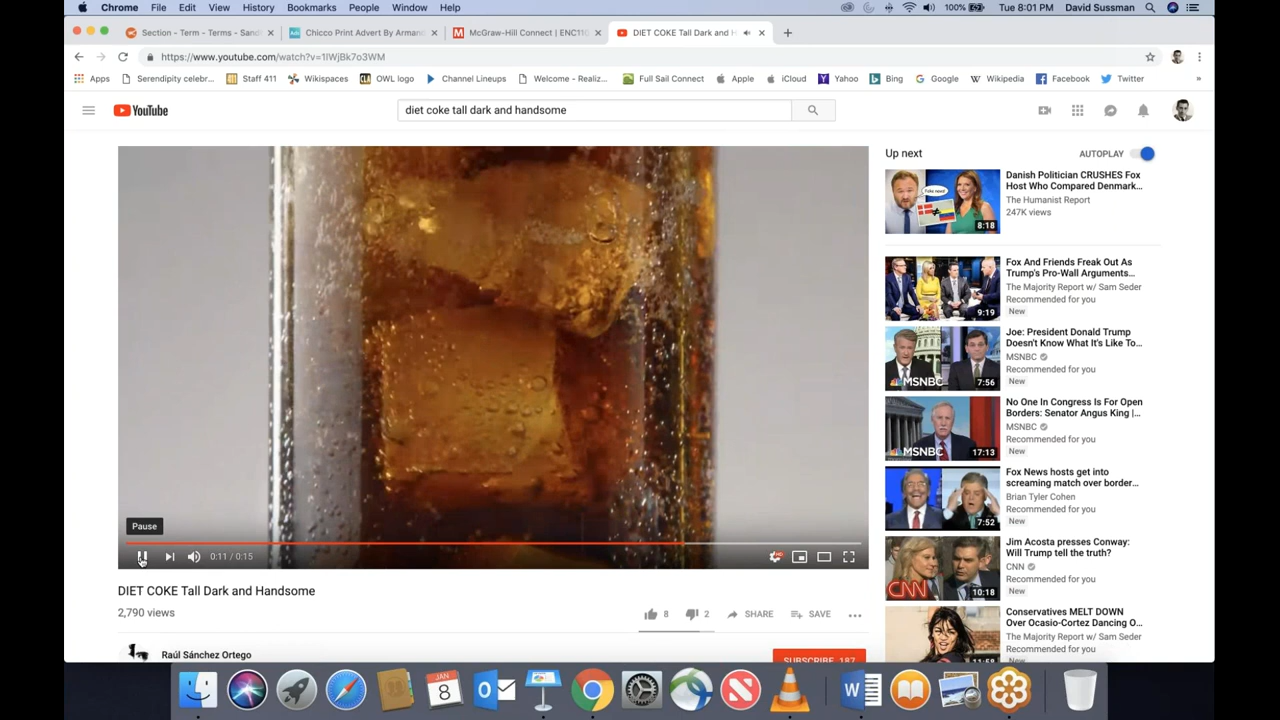 Chrome File Edit View History Bookmarks People Window Help 100% Tue 8:01 PM David Sussman
Section - Term - Terms - Sand
Chicco Print Advert By Armand
McGraw-Hill Connect | ENC110
DIET COKE Tall Dark and H
https://www.youtube.com/watch?v=1IWjBk7o3WM
Apps Serendipity celebr... Staff 411 Wikispaces OWL logo Channel Lineups Welcome - Realiz... Full Sail Connect Apple iCloud Yahoo Bing Google Wikipedia Facebook Twitter »
YouTube
diet coke tall dark and handsome
Pause
0:11 / 0:15
DIET COKE Tall Dark and Handsome
2,790 views
8 2 SHARE SAVE
Raúl Sánchez Ortego
SUBSCRIBE 187
Up next AUTOPLAY
Danish Politician CRUSHES Fox
Host Who Compared Denmark...
The Humanist Report
247K views
8:18
Fox And Friends Freak Out As
Trump's Pro-Wall Arguments...
The Majority Report w/ Sam Seder
Recommended for you
New
9:19
Joe: President Donald Trump
Doesn't Know What It's Like To...
MSNBC
Recommended for you
New
MSNBC
7:56
No One In Congress Is For Open
Borders: Senator Angus King |...
MSNBC
Recommended for you
New
MSNBC
17:13
Fox News hosts get into
screaming match over border...
Brian Tyler Cohen
Recommended for you
New
7:52
Jim Acosta presses Conway:
Will Trump tell the truth?
CNN
Recommended for you
New
CNN
10:18
Conservatives MELT DOWN
Over Ocasio-Cortez Dancing O...
The Majority Report w/ Sam Seder
Recommended for you
JAN
8